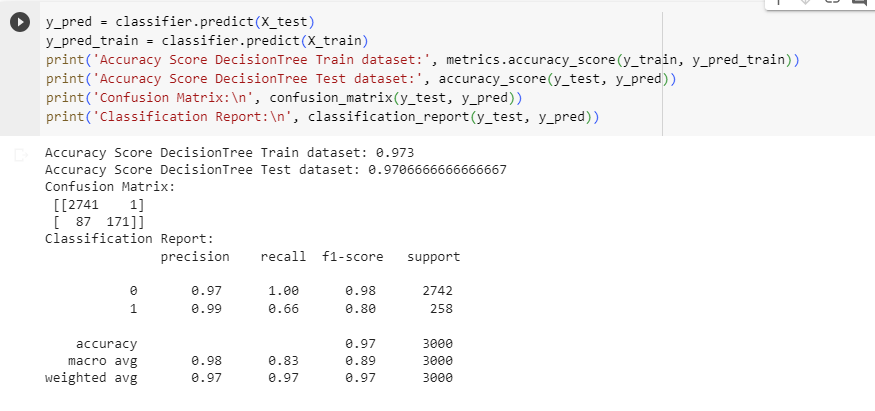 y_pred = classifier.predict(X_test)
y_pred_train = classifier.predict(X_train)
print('Accuracy Score DecisionTree Train dataset:', metrics.accuracy_score(y_train, y_pred_train))
print('Accuracy Score DecisionTree Test dataset:', accuracy_score(y_test, y_pred))
print('Confusion Matrix:\n', confusion_matrix(y_test, y_pred))
print('Classification Report:\n', classification_report(y_test, y_pred))
Accuracy Score DecisionTree Train dataset: 0.973
Accuracy Score DecisionTree Test dataset: 0.9706666666666667
Confusion Matrix:
[[2741    1]
[  87  171]]
Classification Report:
precision    recall  f1-score   support
0       0.97      1.00      0.98      2742
1       0.99      0.66      0.80       258
accuracy                           0.97      3000
macro avg       0.98      0.83      0.89      3000
weighted avg       0.97      0.97      0.97      3000